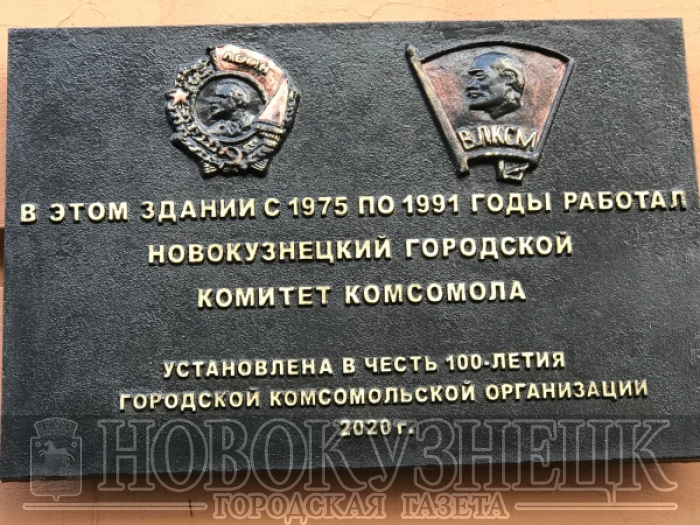 ЛЕНИН
ВЛКСМ
В ЭТОМ ЗДАНИИ С 1975 ПО 1991 ГОДЫ РАБОТАЛ
НОВОКУЗНЕЦКИЙ ГОРОДСКОЙ
КОМИТЕТ КОМСОМОЛА
УСТАНОВЛЕНА В ЧЕСТЬ 100-ЛЕТИЯ
ГОРОДСКОЙ КОМСОМОЛЬСКОЙ ОРГАНИЗАЦИИ
2020 г.
НОВОКУЗНЕЦК
ГОРОДСКАЯ ГАЗЕТА